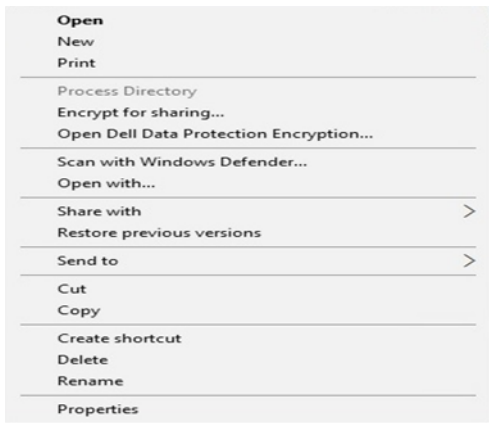 Open
New
Print
Process Directory
Encrypt for sharing...
Open Dell Data Protection Encryption...
Scan with Windows Defender...
Open with...
Share with
Restore previous versions
Send to
Cut
Copy
Create shortcut
Delete
Rename
Properties